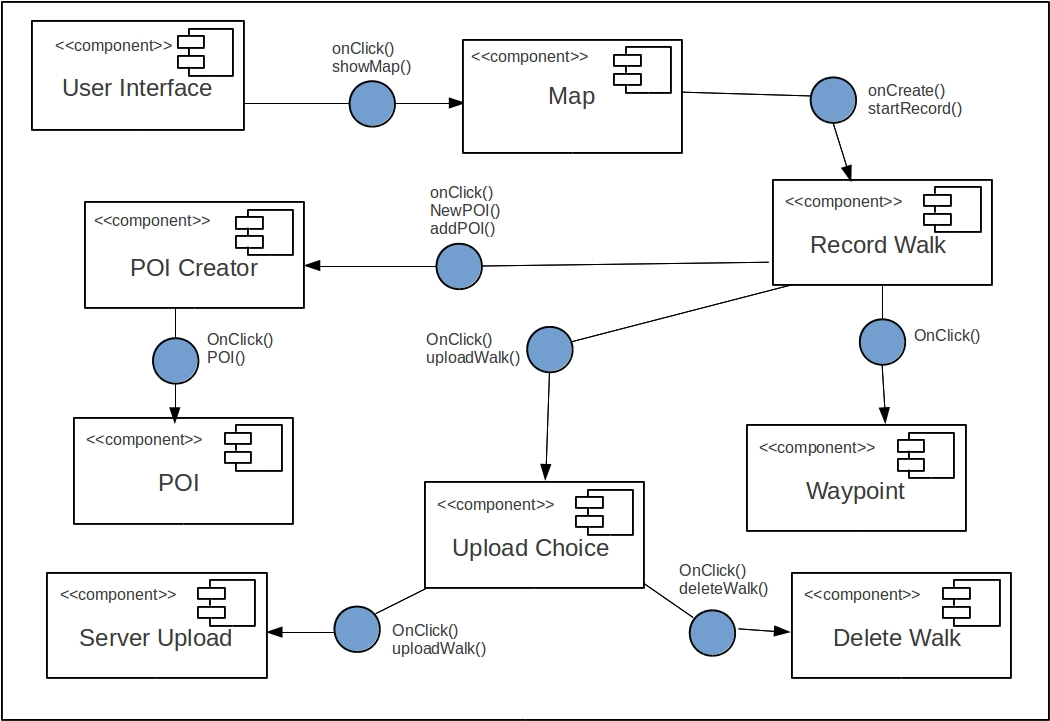 <<component>>
User Interface
onClick()
showMap()
<<component>>
Map
onCreate()
startRecord()
<<component>>
Record Walk
onClick()
NewPOI()
addPOI()
<<component>>
POI Creator
OnClick()
POI()
OnClick()
uploadWalk()
OnClick()
<<component>>
POI
<<component>>
Waypoint
<<component>>
Upload Choice
<<component>>
Server Upload
OnClick()
uploadWalk()
OnClick()
deleteWalk()
<<component>>
Delete Walk